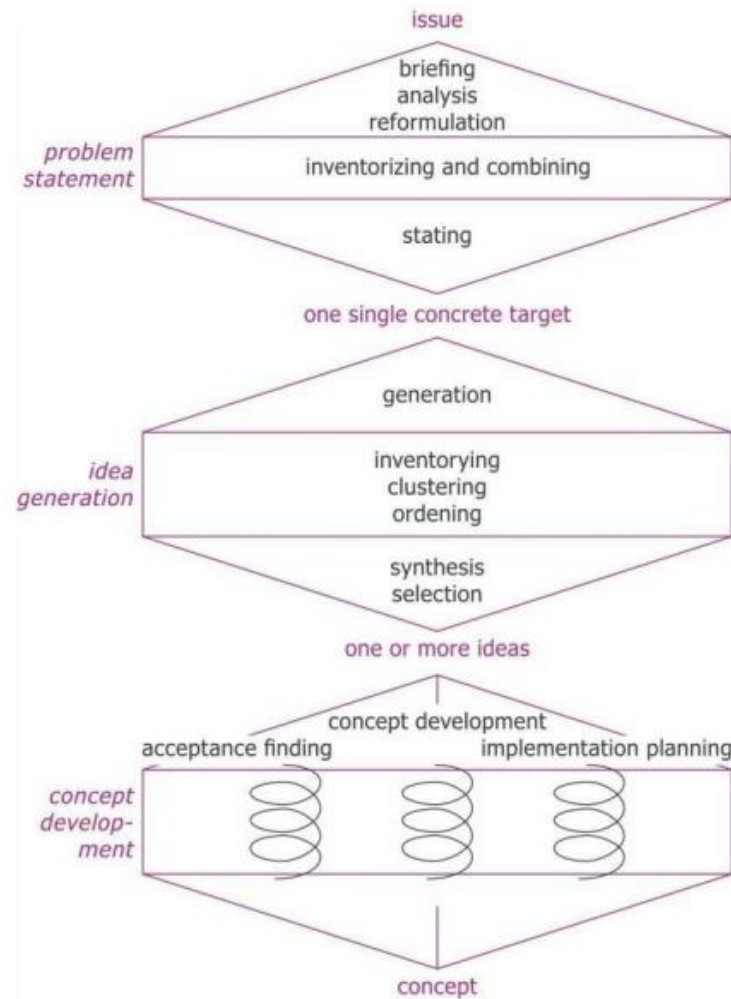 issue
briefing
analysis
reformulation
problem
statement
inventorizing and combining
stating
one single concrete target
generation
idea
generation
inventorying
clustering
ordening
synthesis
selection
one or more ideas
concept development
acceptance finding
implementation planning
concept
develop-
ment
concept